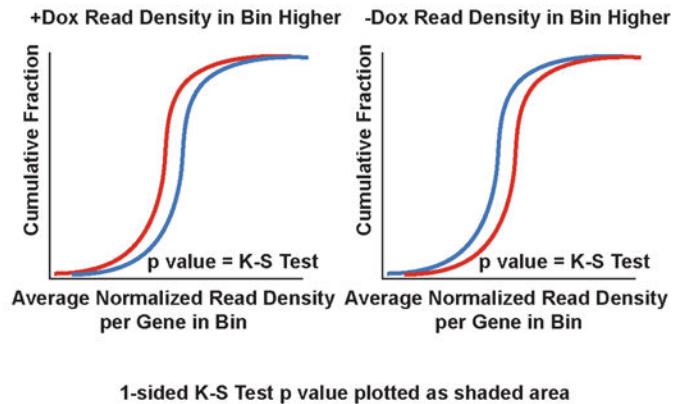 +Dox Read Density in Bin Higher
Cumulative Fraction
p value = K-S Test
Average Normalized Read Density
per Gene in Bin
-Dox Read Density in Bin Higher
Cumulative Fraction
p value = K-S Test
Average Normalized Read Density
per Gene in Bin
1-sided K-S Test p value plotted as shaded area